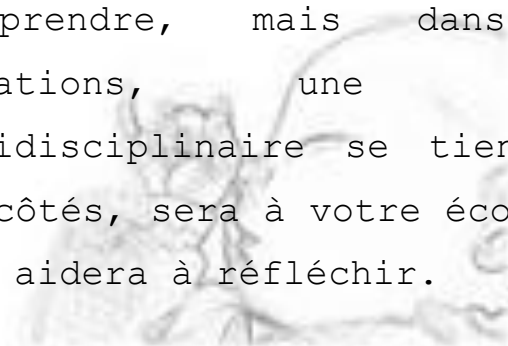 prendre, mais dans
ations, une
idisciplinaire se tien
côtés, sera à votre éco
aidera à réfléchir.